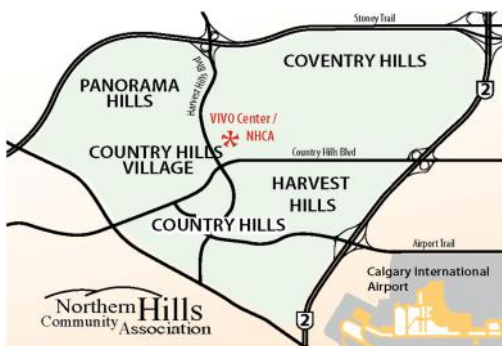 Stoney Trail
COVENTRY HILLS
PANORAMA
HILLS
Harvest Hills Blvd
2
VIVO Center /
NHCA
COUNTRY HILLS
VILLAGE
Country Hills Blvd
HARVEST
HILLS
COUNTRY HILLS
Airport Trail
Calgary International
Airport
Northern Hills
Community Association
2